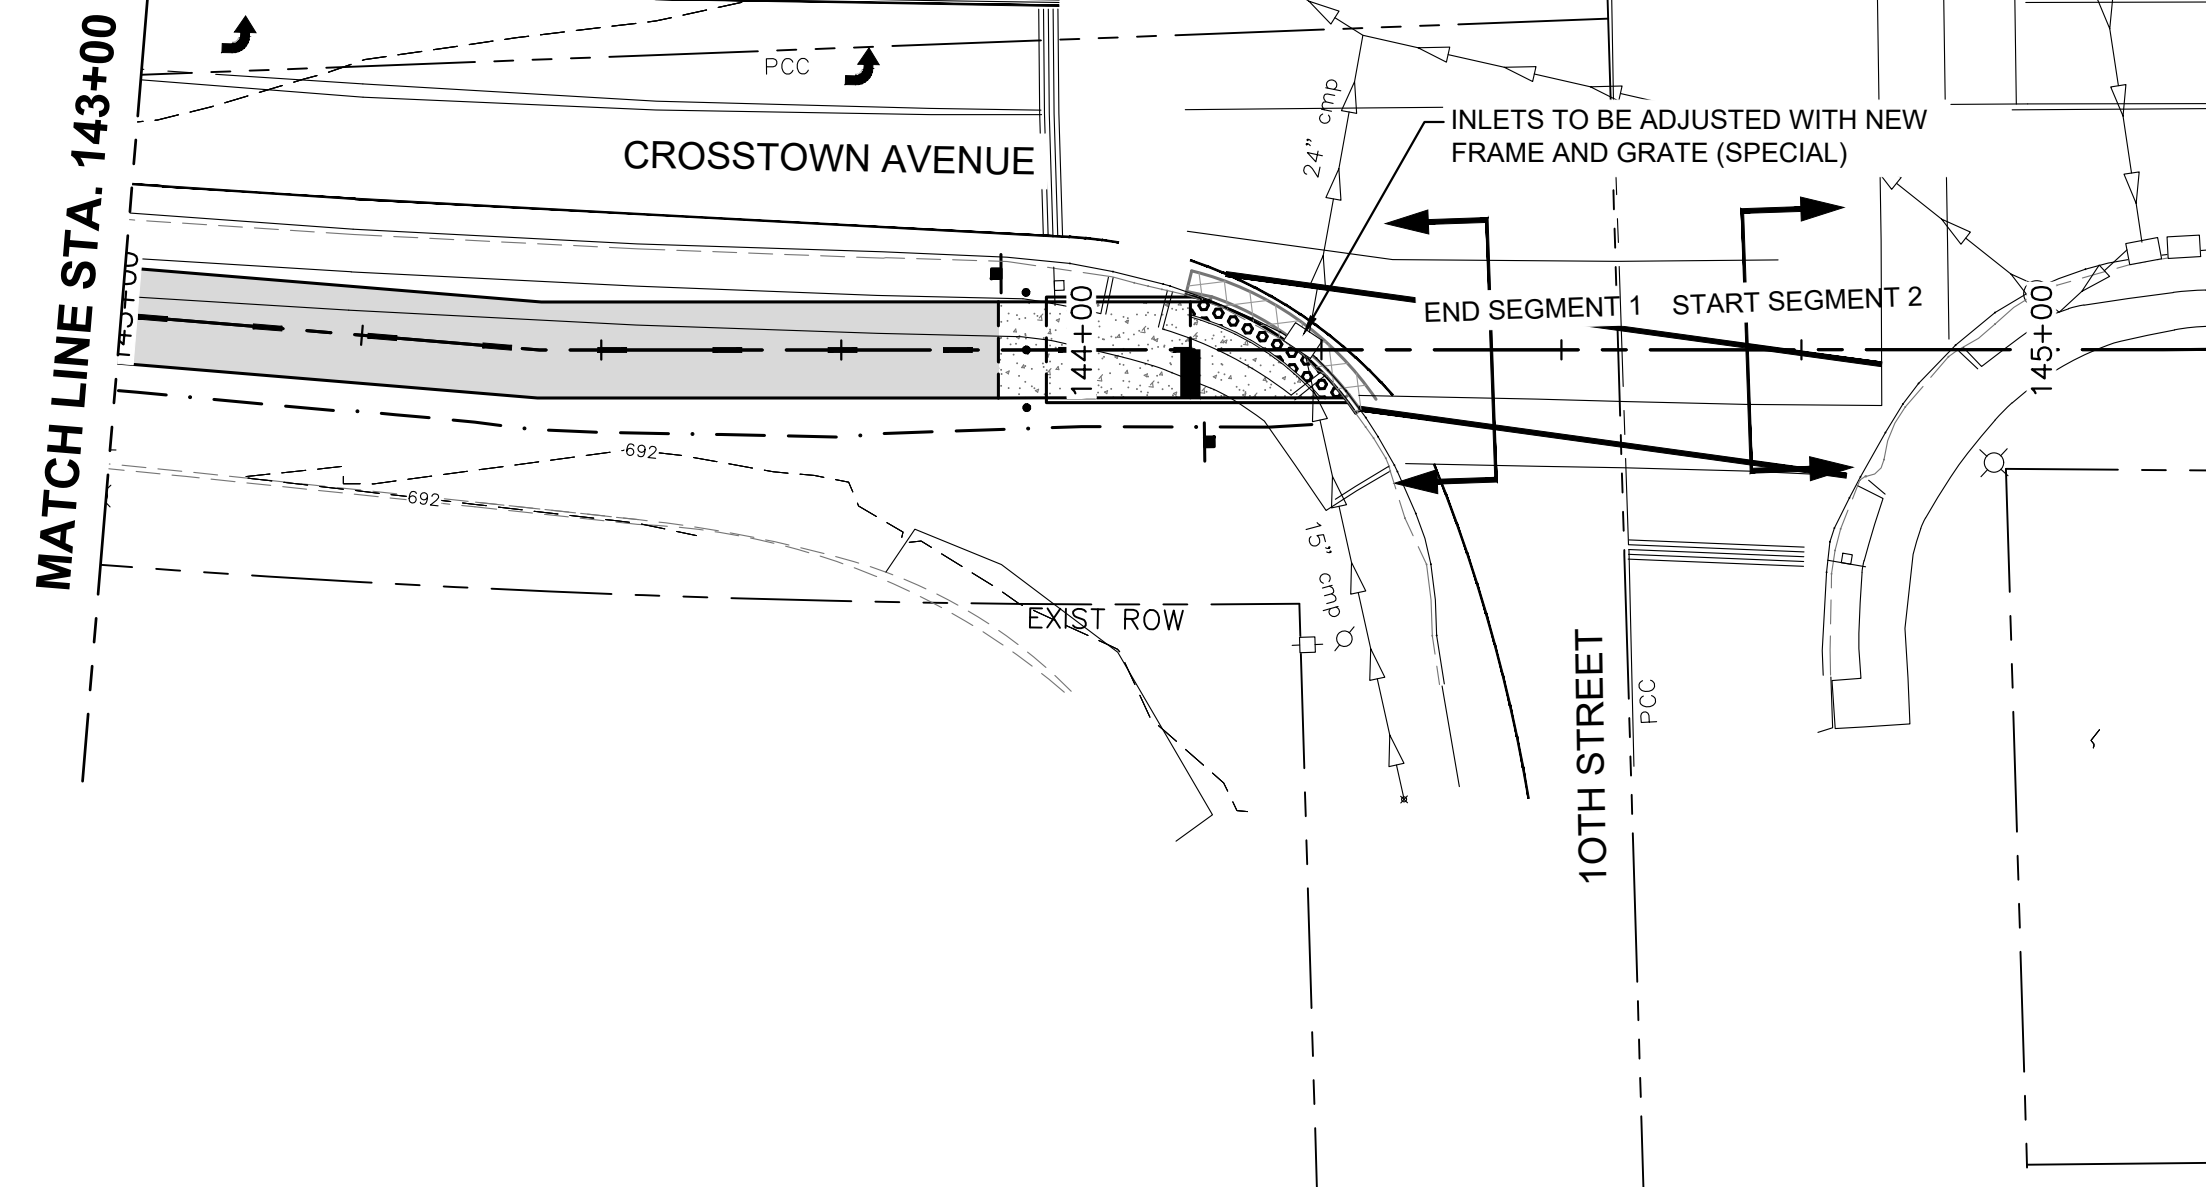 MATCH LINE STA. 143+00
PCC
CROSSTOWN AVENUE
24" cmp
INLETS TO BE ADJUSTED WITH NEW
FRAME AND GRATE (SPECIAL)
END SEGMENT 1
START SEGMENT 2
144+00
145+00
692
692
15" cmp
EXIST ROW
1OTH STREET
PCC